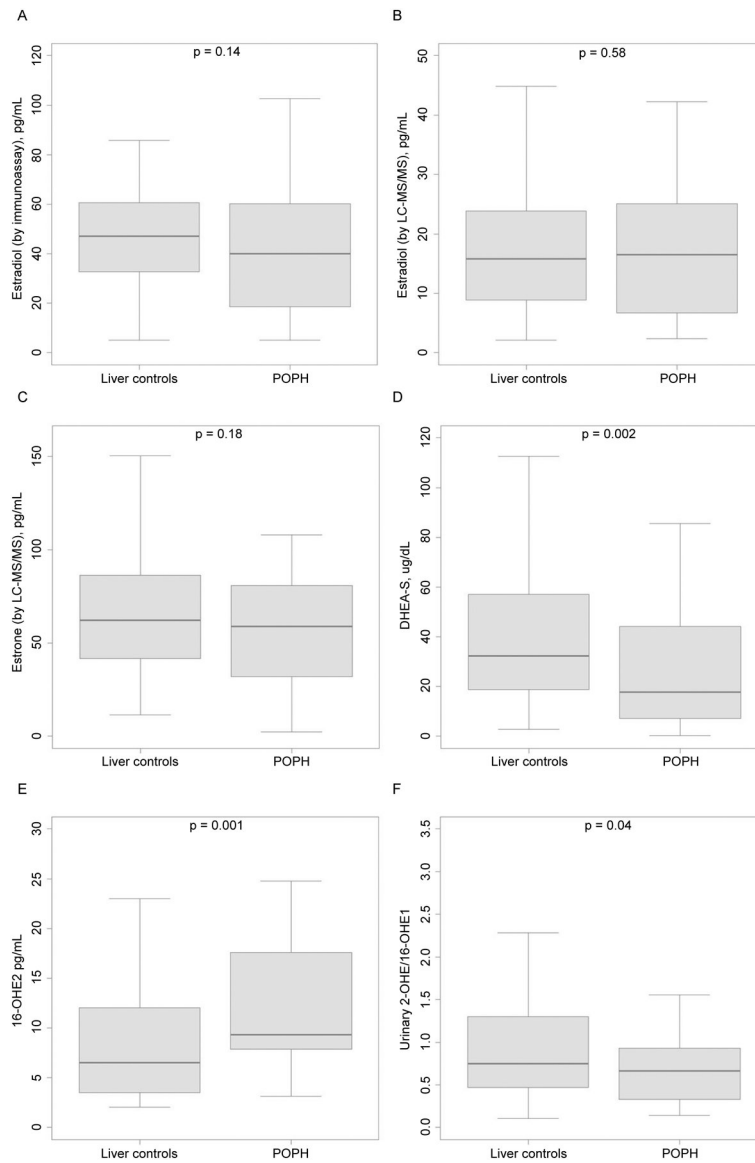 A
p = 0.14
Estradiol (by immunoassay), pg/mL
120
100
80
60
40
20
0
Liver controls
POPH
B
p = 0.58
Estradiol (by LC-MS/MS), pg/mL
50
40
30
20
10
0
Liver controls
POPH
C
p = 0.18
Estrone (by LC-MS/MS), pg/mL
150
100
50
0
Liver controls
POPH
D
p = 0.002
DHEA-S, ug/dL
120
100
80
60
40
20
0
Liver controls
POPH
E
p = 0.001
16-OHE2 pg/mL
30
25
20
15
10
5
0
Liver controls
POPH
F
p = 0.04
Urinary 2-OHE/16-OHE1
3.5
3.0
2.5
2.0
1.5
1.0
0.5
0.0
Liver controls
POPH